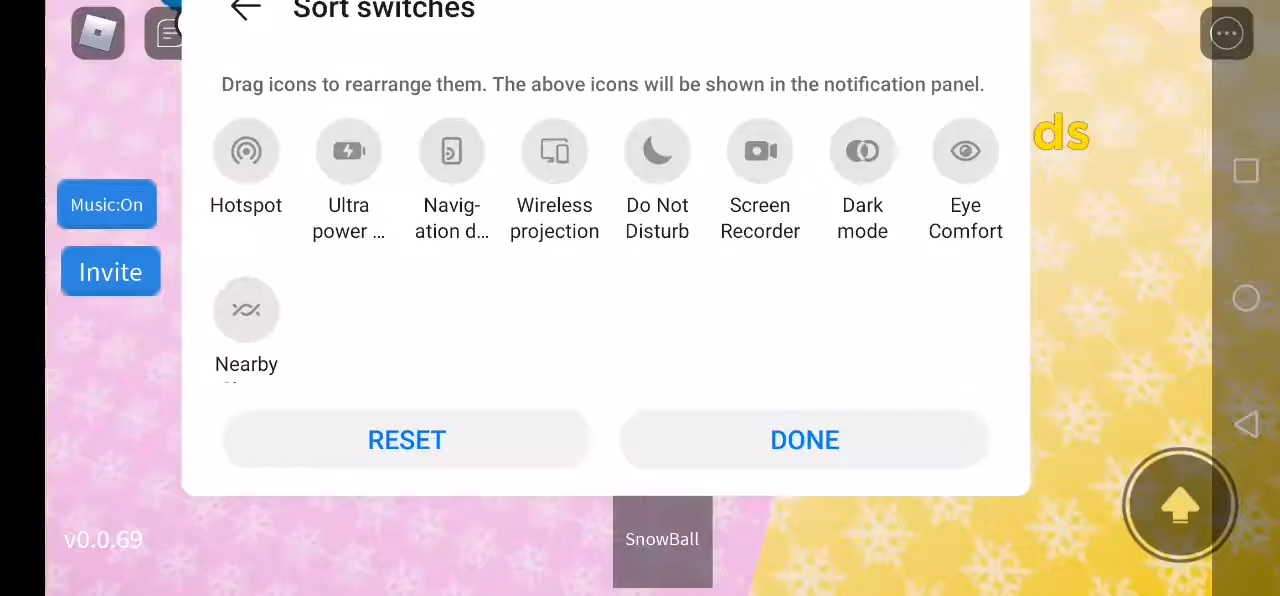 Sort switches
Drag icons to rearrange them. The above icons will be shown in the notification panel.
ds
Music:On
Invite
Hotspot
Ultra
power ...
Navig-
ation d...
Wireless
projection
Do Not
Disturb
Screen
Recorder
Dark
mode
Eye
Comfort
Nearby
RESET
DONE
v0.0.69
SnowBall